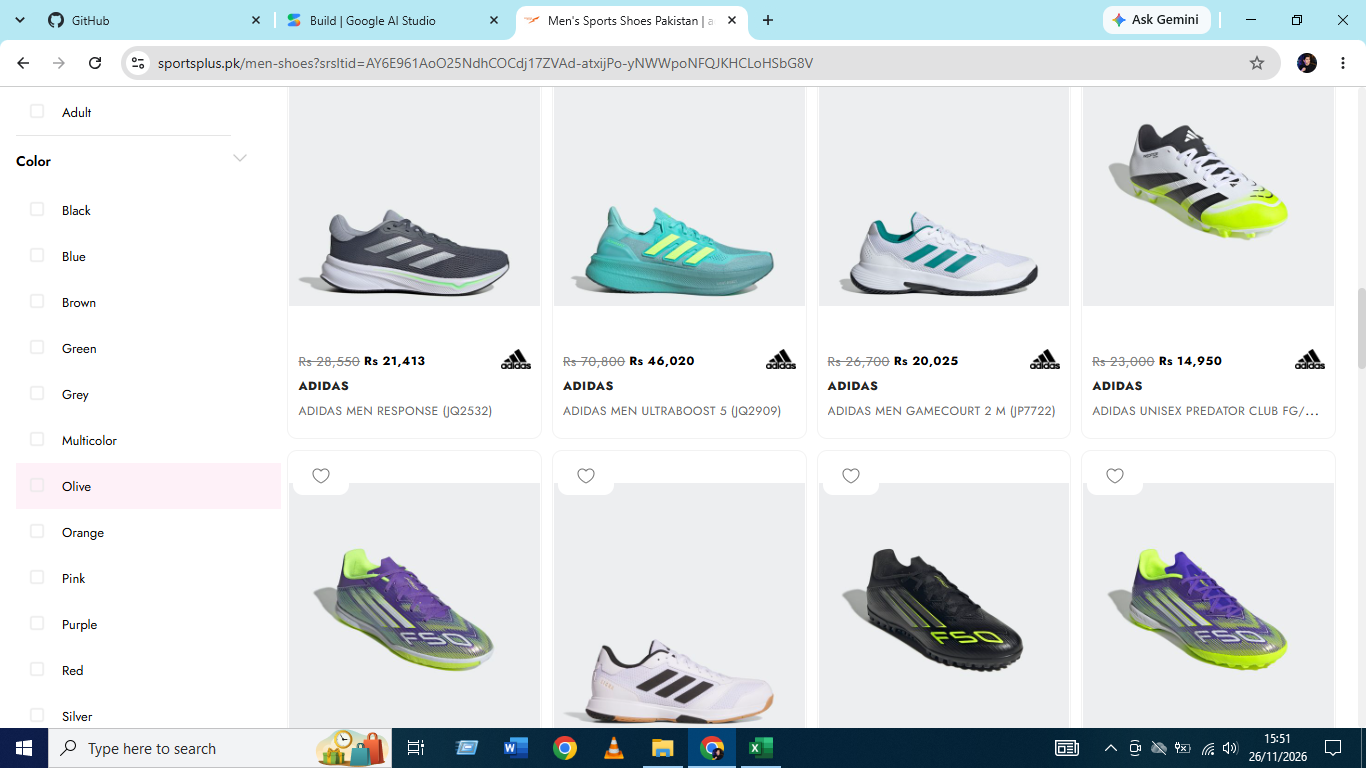 GitHub
Build | Google AI Studio
Men's Sports Shoes Pakistan | a
Ask Gemini
sportsplus.pk/men-shoes?srsltid=AY6E961AoO25NdhCOCdj17ZVAd-atxijPo-yNWWpoNFQJKHCLoHSbG8V
Adult
Color
Black
Blue
Brown
Green
Grey
Multicolor
Olive
Orange
Pink
Purple
Red
Silver
Rs 28,550 Rs 21,413
adidas
ADIDAS
ADIDAS MEN RESPONSE (JQ2532)
Rs 70,800 Rs 46,020
adidas
ADIDAS
ADIDAS MEN ULTRABOOST 5 (JQ2909)
Rs 26,700 Rs 20,025
adidas
ADIDAS
ADIDAS MEN GAMECOURT 2 M (JP7722)
Rs 23,000 Rs 14,950
adidas
ADIDAS
ADIDAS UNISEX PREDATOR CLUB FG/...
F50
F50
F50
Type here to search
15:51
26/11/2026